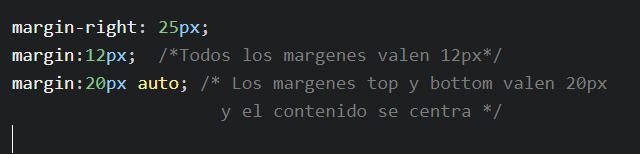 margin-right: 25px;
margin:12px;  /*Todos los margenes valen 12px*/
margin:20px auto; /* Los margenes top y bottom valen 20px
y el contenido se centra */